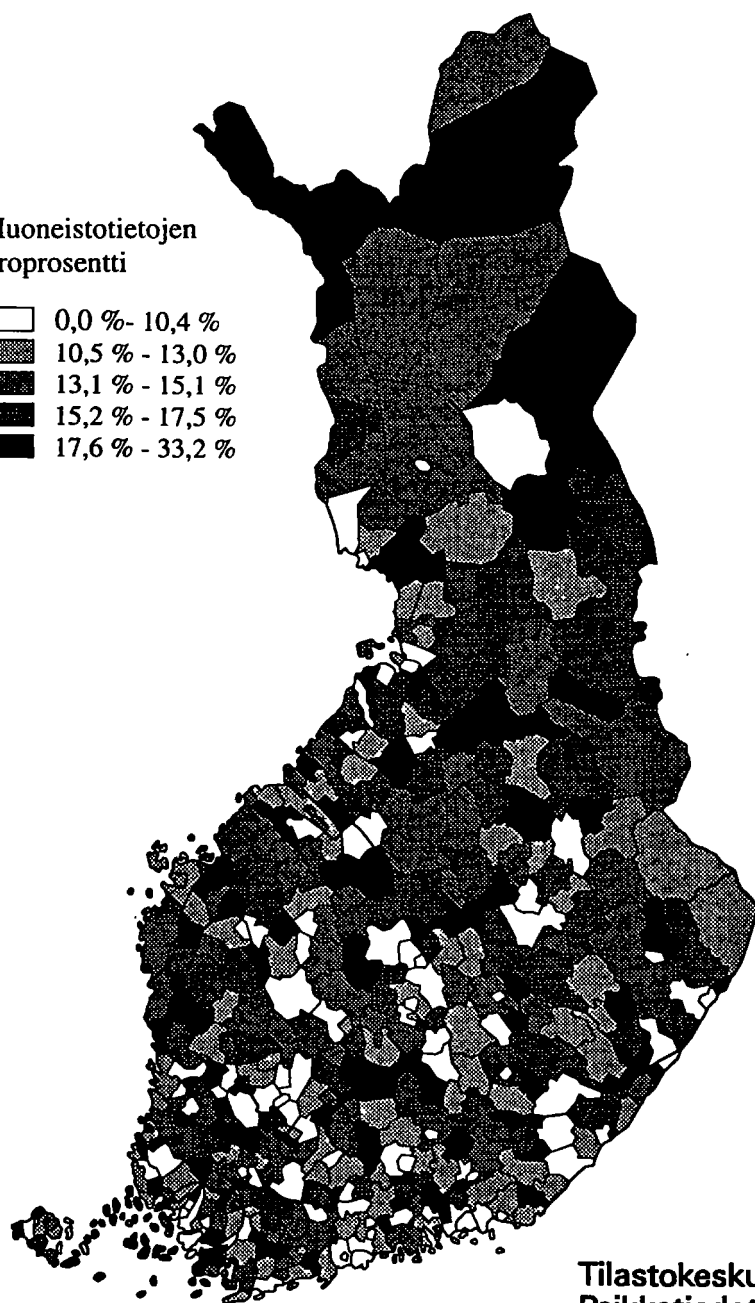 uoneistotietojen
roprosentti
0,0 %- 10,4 %
10,5 % - 13,0 %
13,1 % - 15,1 %
15,2 % - 17,5 %
17,6 % - 33,2 %
Tilastokesku